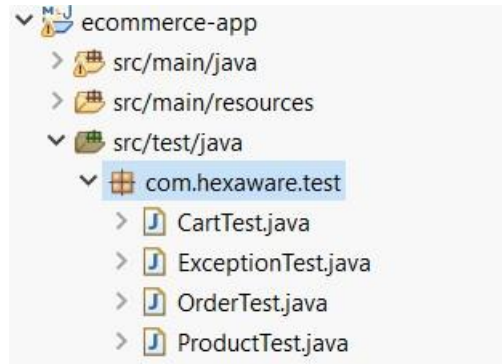 ecommerce-app
src/main/java
src/main/resources
src/test/java
com.hexaware.test
CartTest.java
ExceptionTest.java
OrderTest.java
ProductTest.java